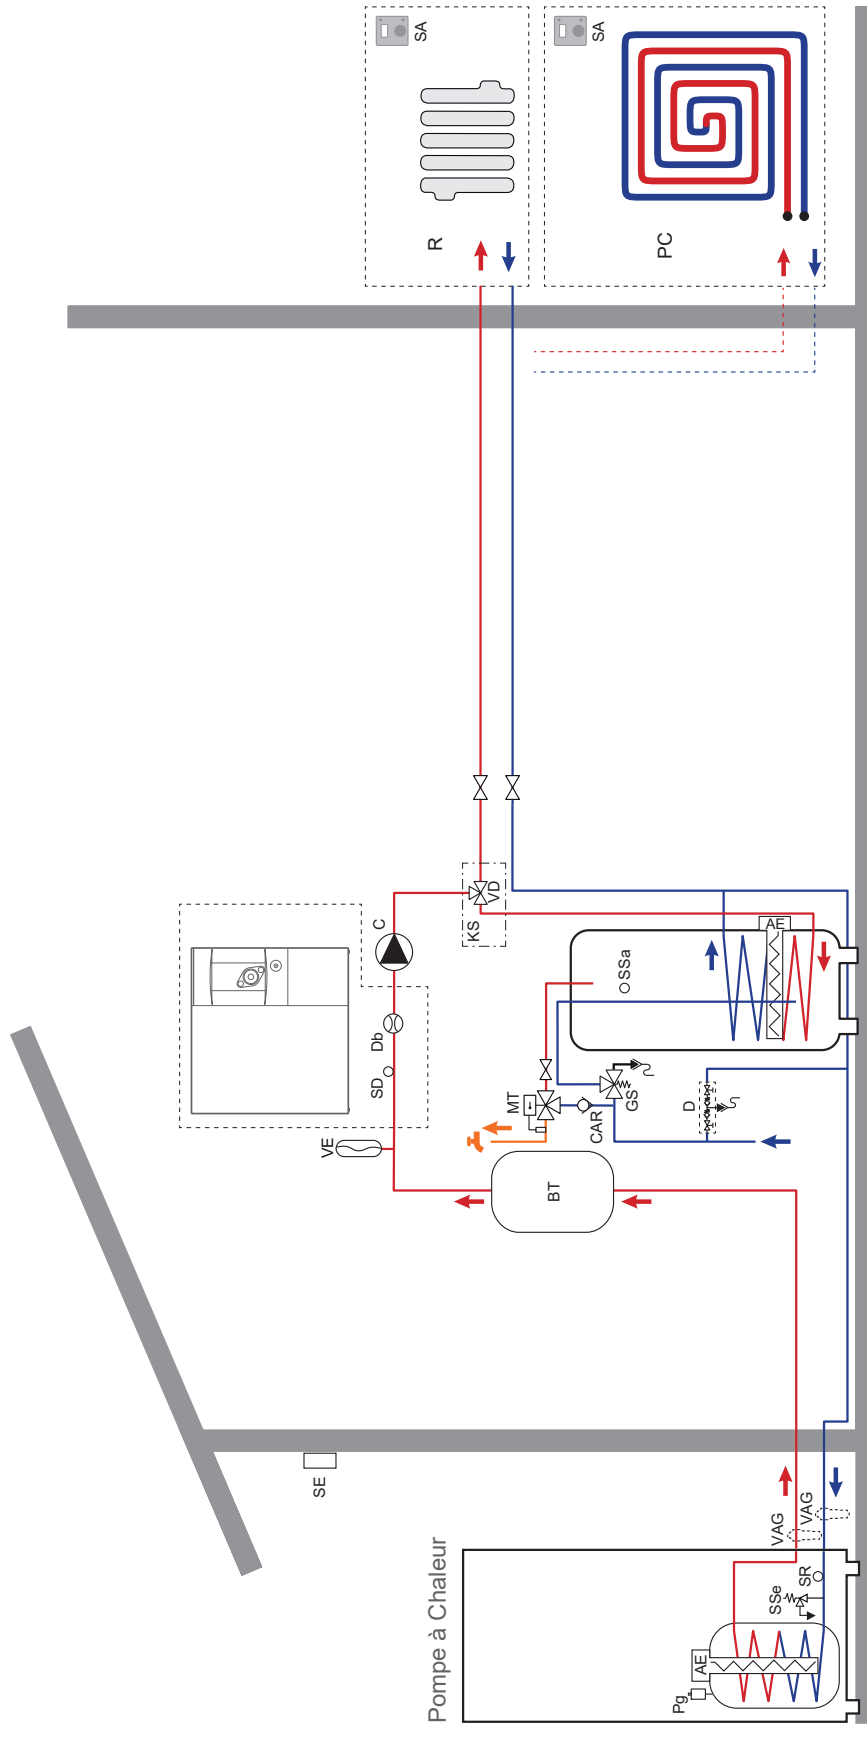 SE
VE
SD
Db
C
SA
R
Pompe à Chaleur
KS
VD
MT
BT
CAR
SA
SSa
GS
PC
Pg
D
AE
SSe
AE
VAG
SR
VAG